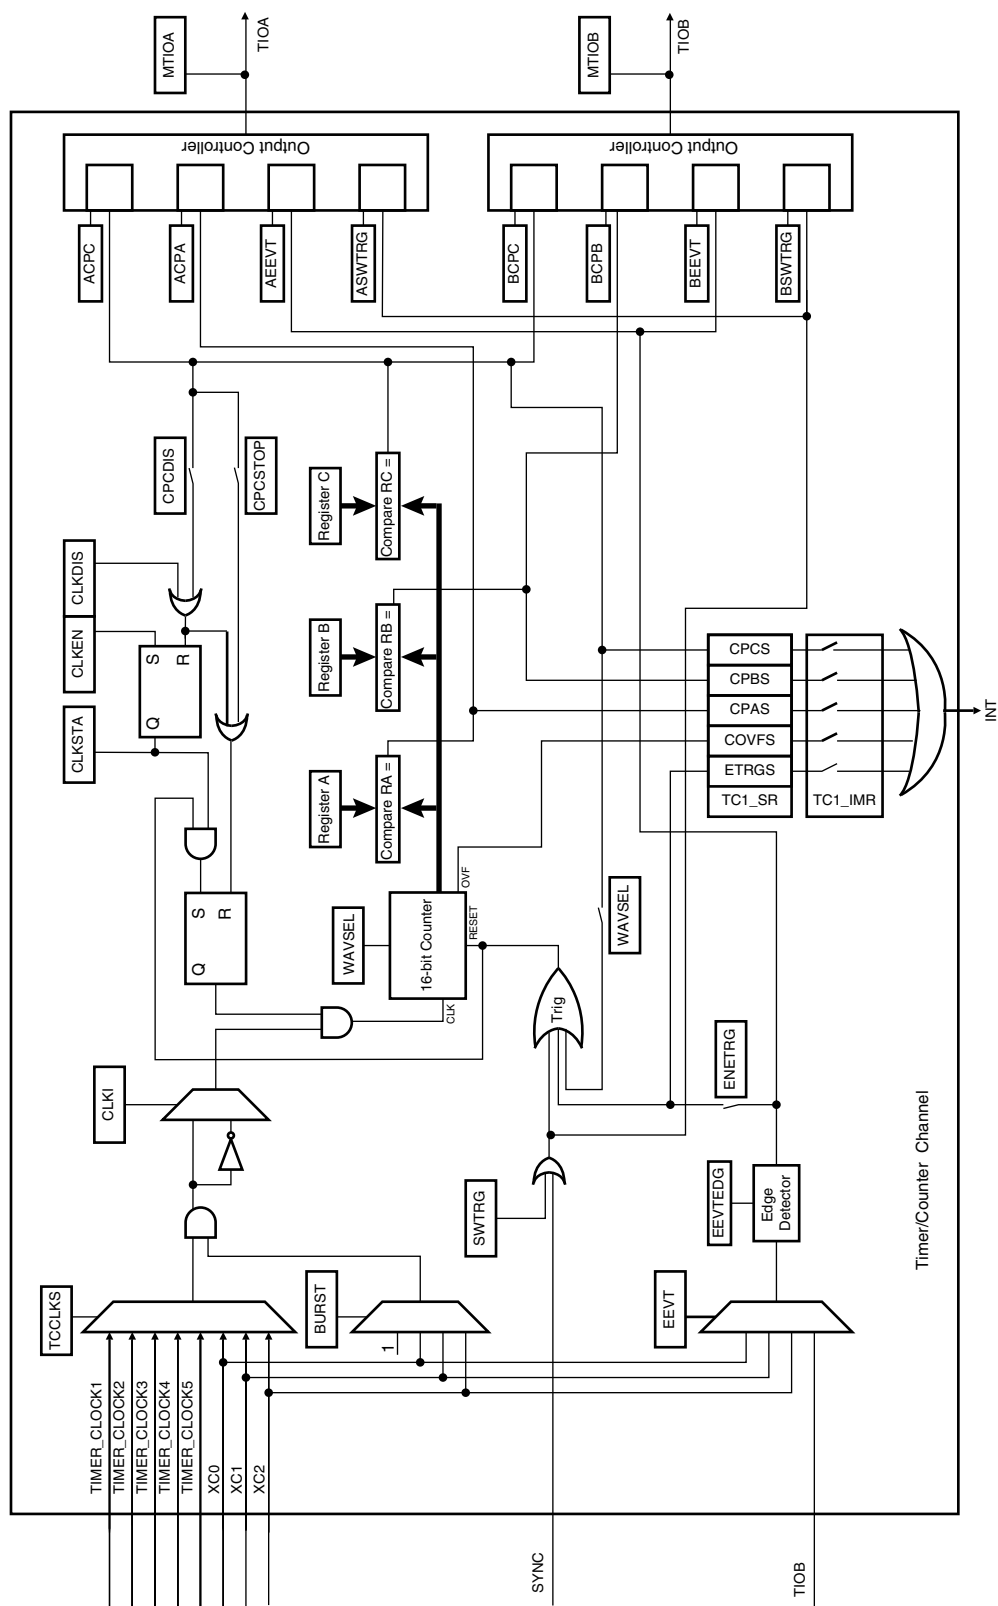 MTIOA
TIOA
MTIOB
TIOB
Output Controller
Output Controller
ACPC
ACPA
AEEVT
ASWTRG
BCPC
BCPB
BEEVT
BSWTRG
CPCDIS
CPCSTOP
Register C
Compare RC =
CLKDIS
CLKEN
CLKSTA
S
R
Q
Register B
Compare RB =
Register A
Compare RA =
CPCS
CPBS
CPAS
COVFS
ETRGS
TC1_SR
TC1_IMR
INT
S
R
Q
WAVSEL
16-bit Counter
OVF
RESET
CLK
WAVSEL
Trig
CLKI
ENETRG
SWTRG
EEVTEDG
Edge
Detector
Timer/Counter Channel
TCCLKS
BURST
1
EEVT
TIMER_CLOCK1
TIMER_CLOCK2
TIMER_CLOCK3
TIMER_CLOCK4
TIMER_CLOCK5
XC0
XC1
XC2
SYNC
TIOB